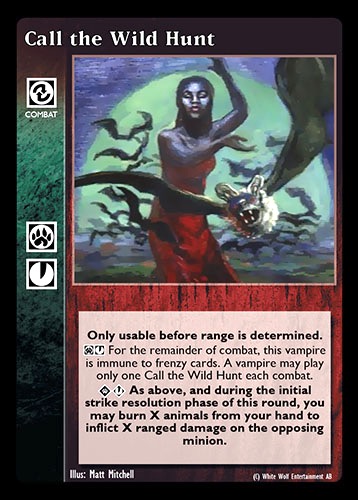 Call the Wild Hunt
COMBAT
Only usable before range is determined.
For the remainder of combat, this vampire
is immune to frenzy cards. A vampire may play
only one Call the Wild Hunt each combat.
As above, and during the initial
strike resolution phase of this round, you
may burn X animals from your hand to
inflict X ranged damage on the opposing
minion.
Illus: Matt Mitchell
(C) White Wolf Entertainment AB